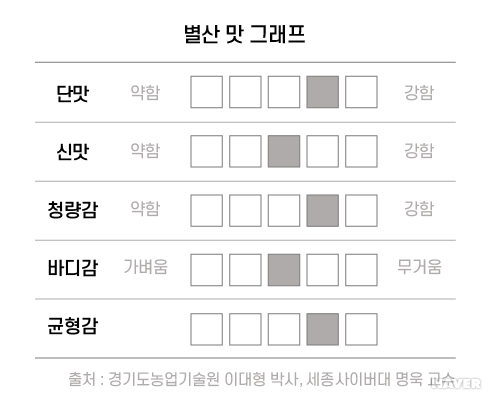 별산 맛 그래프
단맛 약함 강함
신맛 약함 강함
청량감 약함 강함
바디감 가벼움 무거움
균형감
출처 : 경기도농업기술원 이대형 박사, 세종사이버대 명욱 교수
NAVER